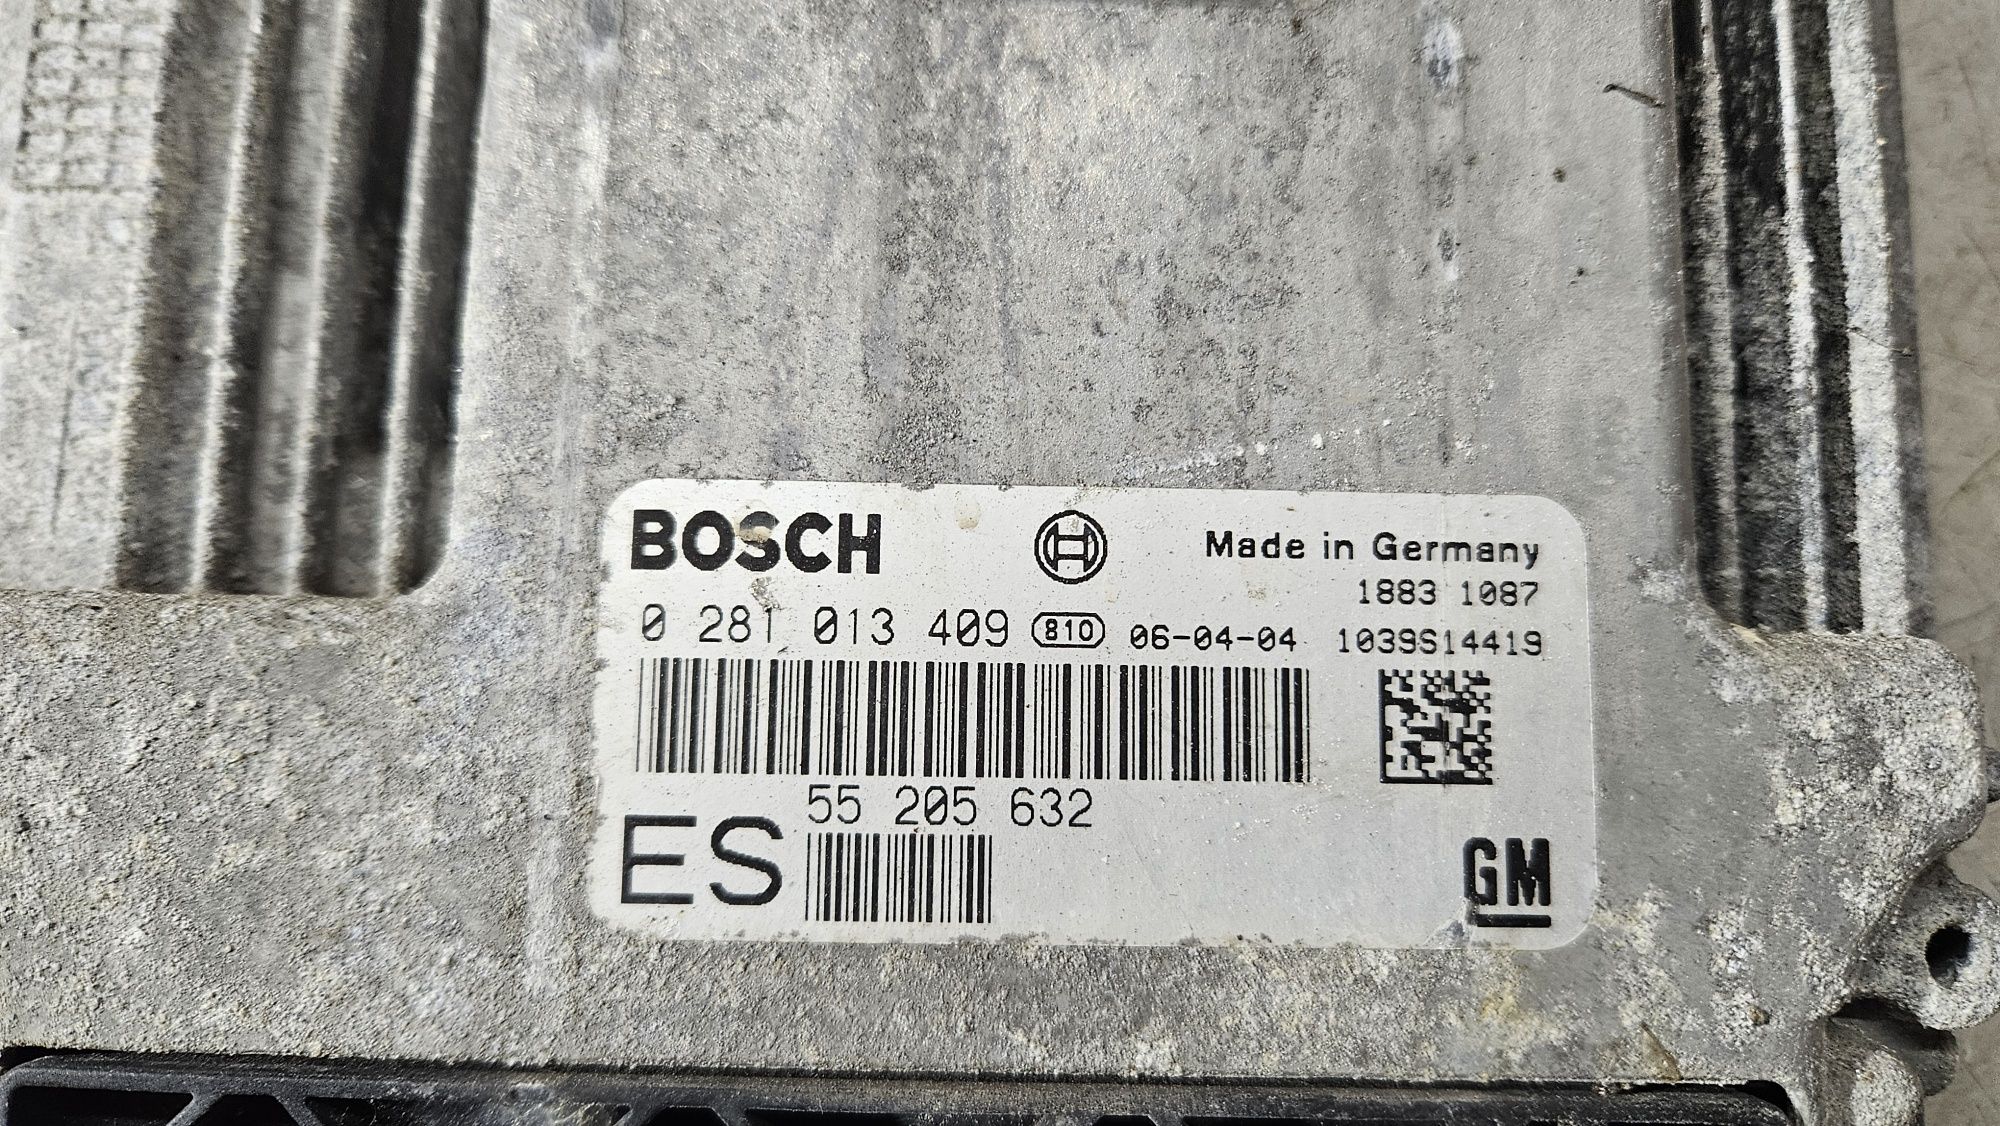 BOSCH Made in Germany
1883 1087
0 281 013 409 810 06-04-04 1039S14419
55 205 632
ES
GM